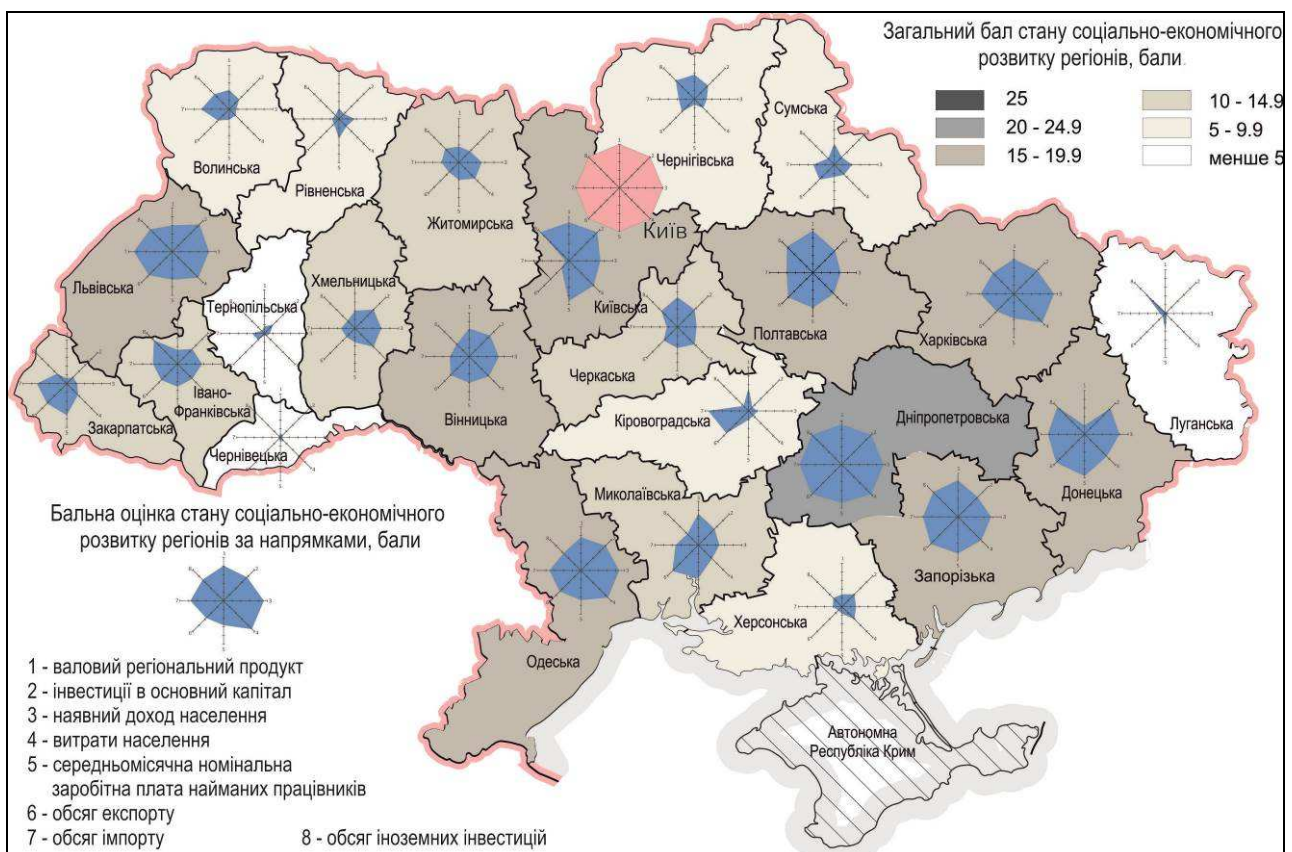 Загальний бал стану соціально-економічного
розвитку регіонів, бали
25
20 - 24.9
15 - 19.9
10 - 14.9
5 - 9.9
менше 5
Волинська
Рівненська
Житомирська
Київ
Чернігівська
Сумська
Львівська
Тернопільська
Хмельницька
Київська
Полтавська
Харківська
Луганська
Закарпатська
Івано-
Франківська
Чернівецька
Вінницька
Черкаська
Кіровоградська
Дніпропетровська
Донецька
Миколаївська
Запорізька
Херсонська
Одеська
Автономна
Республіка Крим
Бальна оцінка стану соціально-економічного
розвитку регіонів за напрямками, бали
1 - валовий регіональний продукт
2 - інвестиції в основний капітал
3 - наявний доход населення
4 - витрати населення
5 - середньомісячна номінальна
заробітна плата найманих працівників
6 - обсяг експорту
7 - обсяг імпорту
8 - обсяг іноземних інвестицій